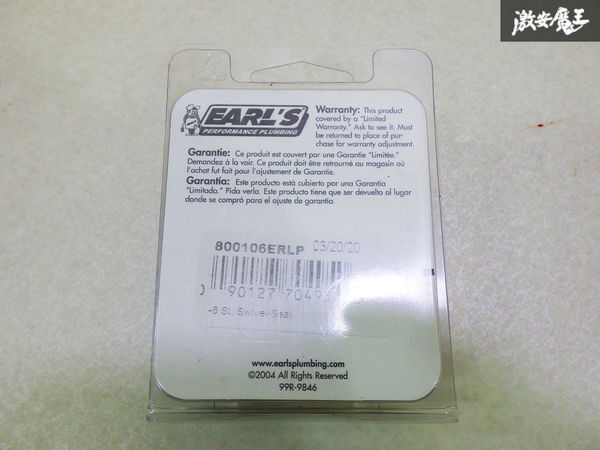 激安魔王
EARL'S
PERFORMANCE PLUMBING
Warranty: This product
covered by a "Limited
Warranty." Ask to see it. Must
be returned to place of pur-
chase for warranty adjustment.
Garantie: Ce produit est couvert par une Garantie "Limitée."
Demandez à la voir. Ce produit doit être retourné au magasin où
l'achat fut fait pour l'ajustement de Garantie.
Garantía: Este producto está cubierto por una Garantía
"Limitada." Pida verla. Este producto tiene que ser devuelto al lugar
donde se compró para el ajuste de garantía.
800106ERLP 03/20/20
0 90127 70493
-6 St. Swivel-Seal
www.earlsplumbing.com
©2004 All Rights Reserved
99R-9846